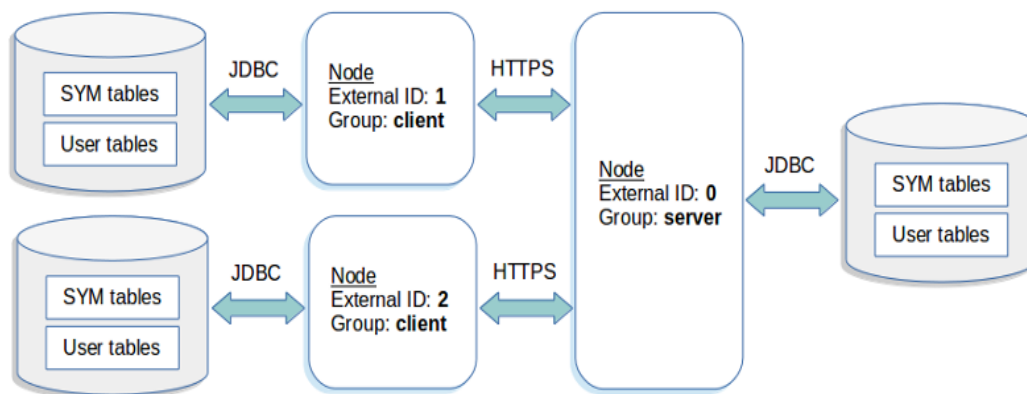 SYM tables
User tables
JDBC
Node
External ID: 1
Group: client
HTTPS
SYM tables
User tables
JDBC
Node
External ID: 2
Group: client
HTTPS
Node
External ID: 0
Group: server
JDBC
SYM tables
User tables